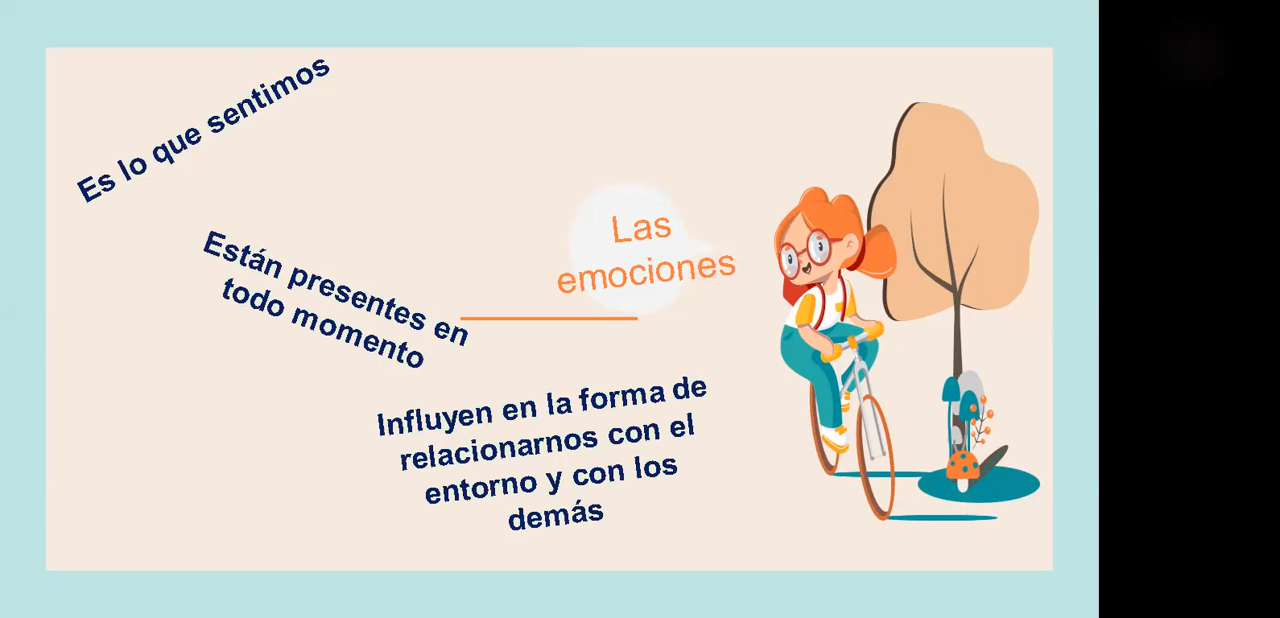 Es lo que sentimos
Las
emociones
Están presentes en
todo momento
Influyen en la forma de
relacionarnos con el
entorno y con los
demás